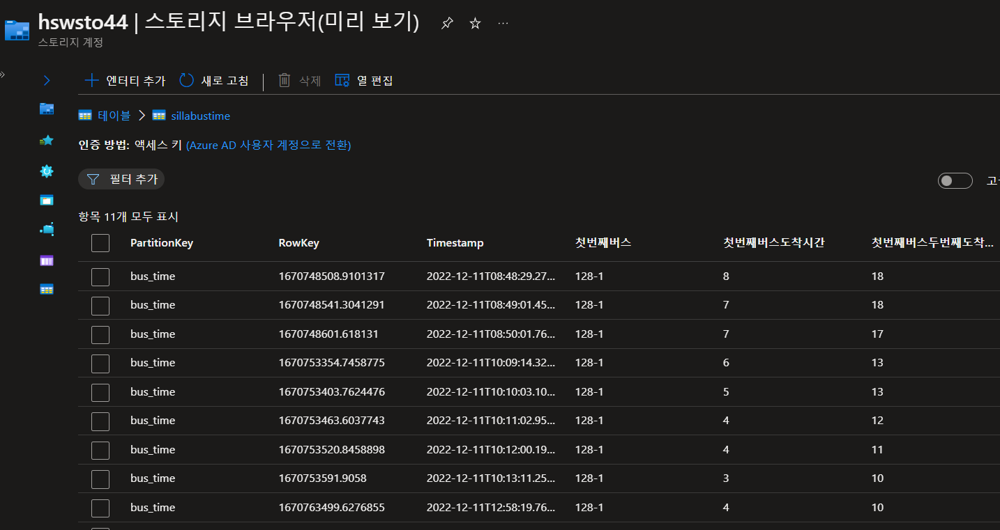 hswsto44 | 스토리지 브라우저(미리 보기) ...
스토리지 계정
엔터티 추가 새로 고침 삭제 열 편집
테이블 > sillabustime
인증 방법: 액세스 키 (Azure AD 사용자 계정으로 전환)
필터 추가
항목 11개 모두 표시
PartitionKey RowKey Timestamp 첫번째버스 첫번째버스도착시간 첫번째버스두번째도착...
bus_time 1670748508.9101317 2022-12-11T08:48:29.27... 128-1 8 18
bus_time 1670748541.3041291 2022-12-11T08:49:01.45... 128-1 7 18
bus_time 1670748601.618131 2022-12-11T08:50:01.76... 128-1 7 17
bus_time 1670753354.7458775 2022-12-11T10:09:14.32... 128-1 6 13
bus_time 1670753403.7624476 2022-12-11T10:10:03.10... 128-1 5 13
bus_time 1670753463.6037743 2022-12-11T10:11:02.95... 128-1 4 12
bus_time 1670753520.8458898 2022-12-11T10:12:00.19... 128-1 4 11
bus_time 1670753591.9058 2022-12-11T10:13:11.25... 128-1 3 10
bus_time 1670763499.6276855 2022-12-11T12:58:19.76... 128-1 4 10